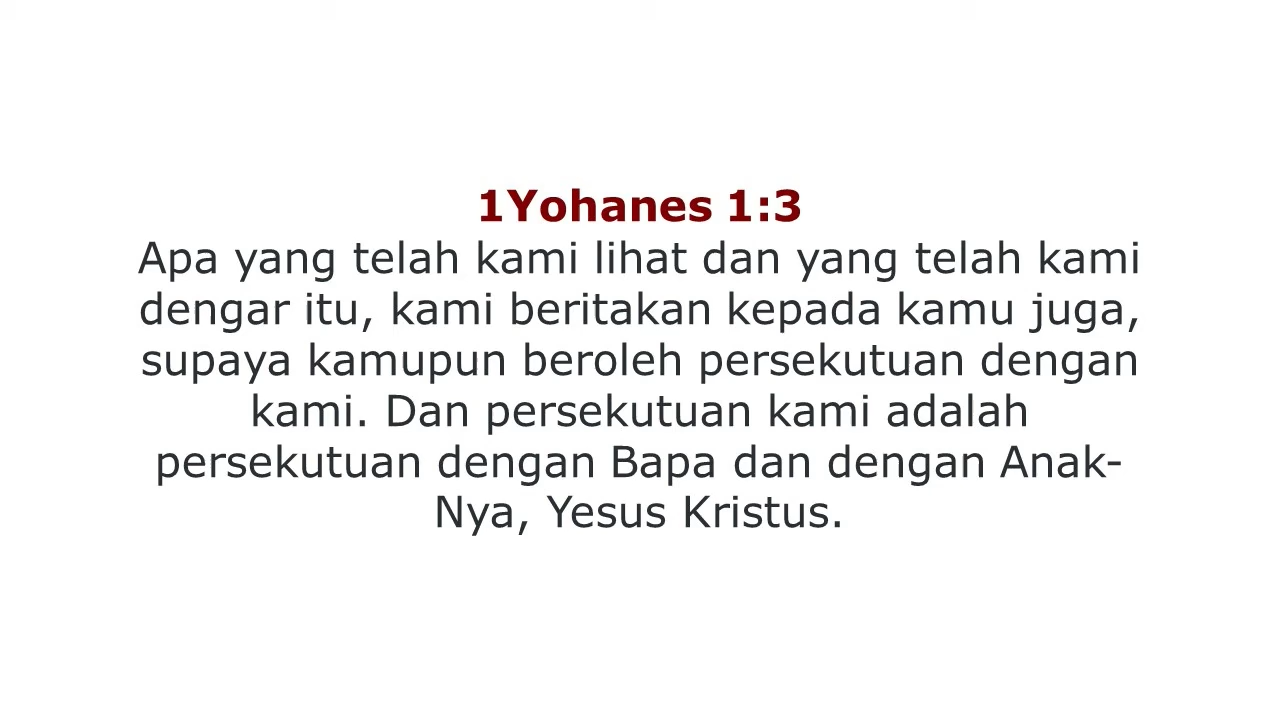 1Yohanes 1:3
Apa yang telah kami lihat dan yang telah kami
dengar itu, kami beritakan kepada kamu juga,
supaya kamupun beroleh persekutuan dengan
kami. Dan persekutuan kami adalah
persekutuan dengan Bapa dan dengan Anak-
Nya, Yesus Kristus.